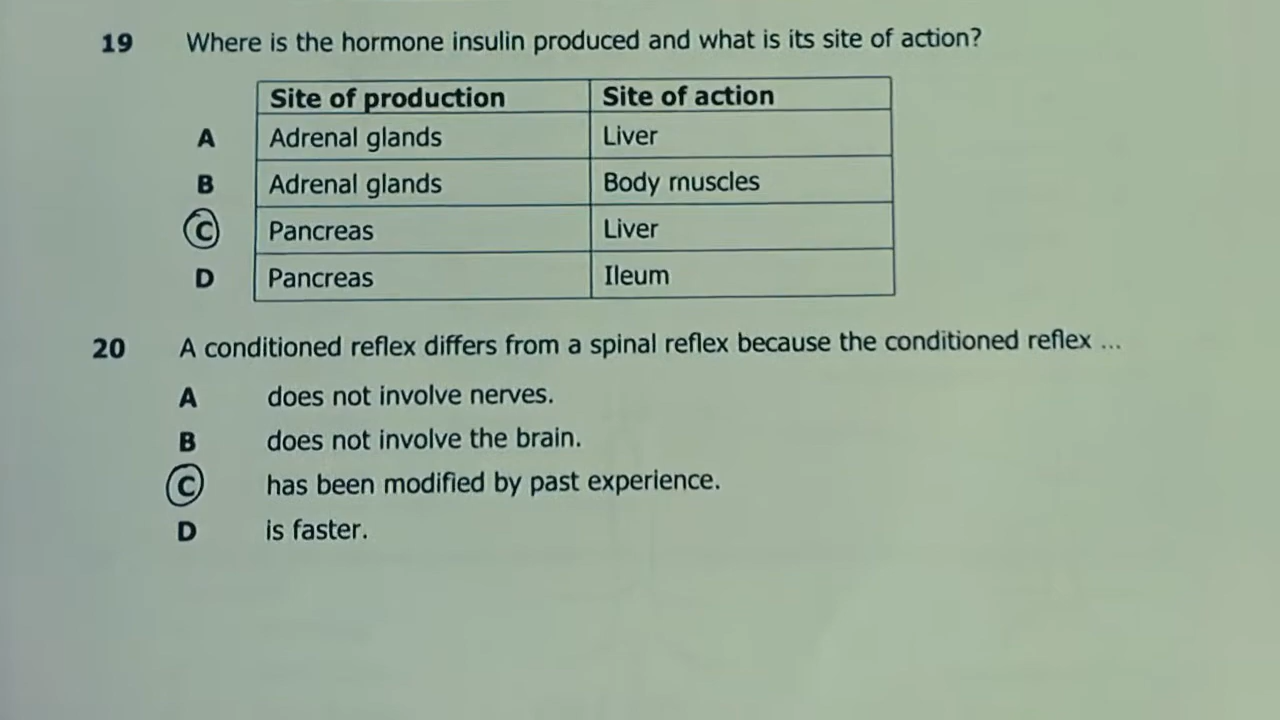 19 Where is the hormone insulin produced and what is its site of action?
Site of production Site of action
A Adrenal glands Liver
B Adrenal glands Body muscles
C Pancreas Liver
D Pancreas Ileum
20 A conditioned reflex differs from a spinal reflex because the conditioned reflex ...
A does not involve nerves.
B does not involve the brain.
C has been modified by past experience.
D is faster.